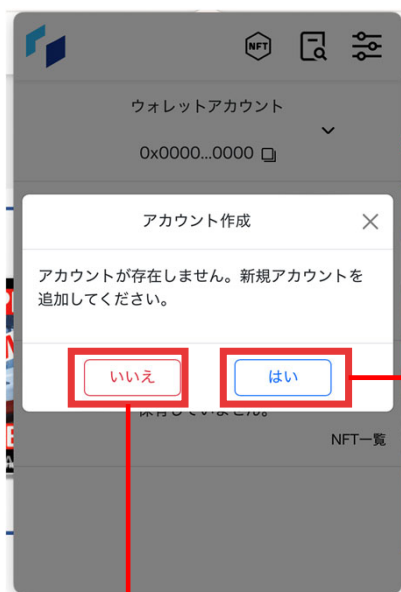 NFT
ウォレットアカウント
0x0000...0000
アカウント作成
アカウントが存在しません。新規アカウントを
追加してください。
いいえ
はい
保有していません。
NFT一覧